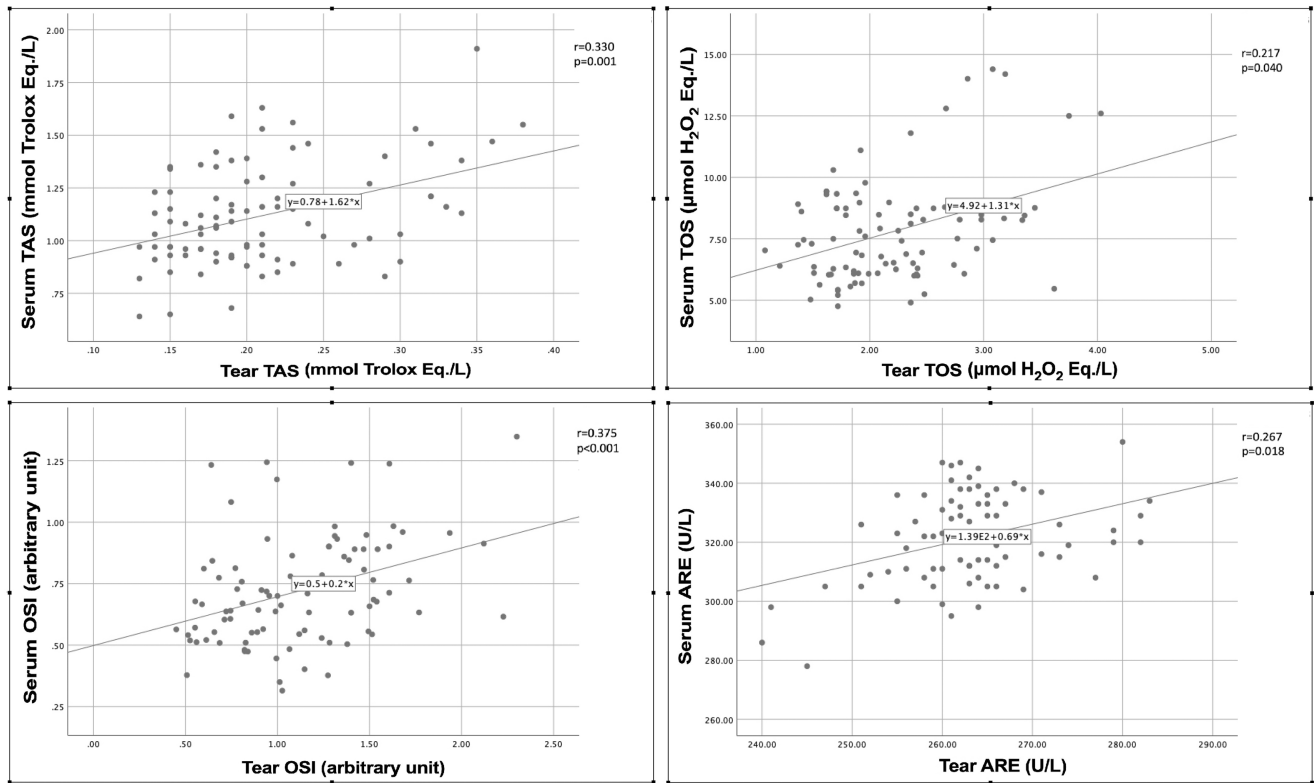 Serum TAS (mmol Trolox Eq./L)
2.00
1.75
1.50
1.25
1.00
.75
r=0.330
p=0.001
y=0.78+1.62*x
.10 .15 .20 .25 .30 .35 .40
Tear TAS (mmol Trolox Eq./L)
Serum TOS (µmol H₂O₂ Eq./L)
15.00
12.50
10.00
7.50
5.00
r=0.217
p=0.040
y=4.92+1.31*x
1.00 2.00 3.00 4.00 5.00
Tear TOS (µmol H₂O₂ Eq./L)
Serum OSI (arbitrary unit)
1.25
1.00
.75
.50
.25
r=0.375
p<0.001
y=0.5+0.2*x
.00 .50 1.00 1.50 2.00 2.50
Tear OSI (arbitrary unit)
Serum ARE (U/L)
360.00
340.00
320.00
300.00
280.00
260.00
r=0.267
p=0.018
y=1.39E2+0.69*x
240.00 250.00 260.00 270.00 280.00 290.00
Tear ARE (U/L)